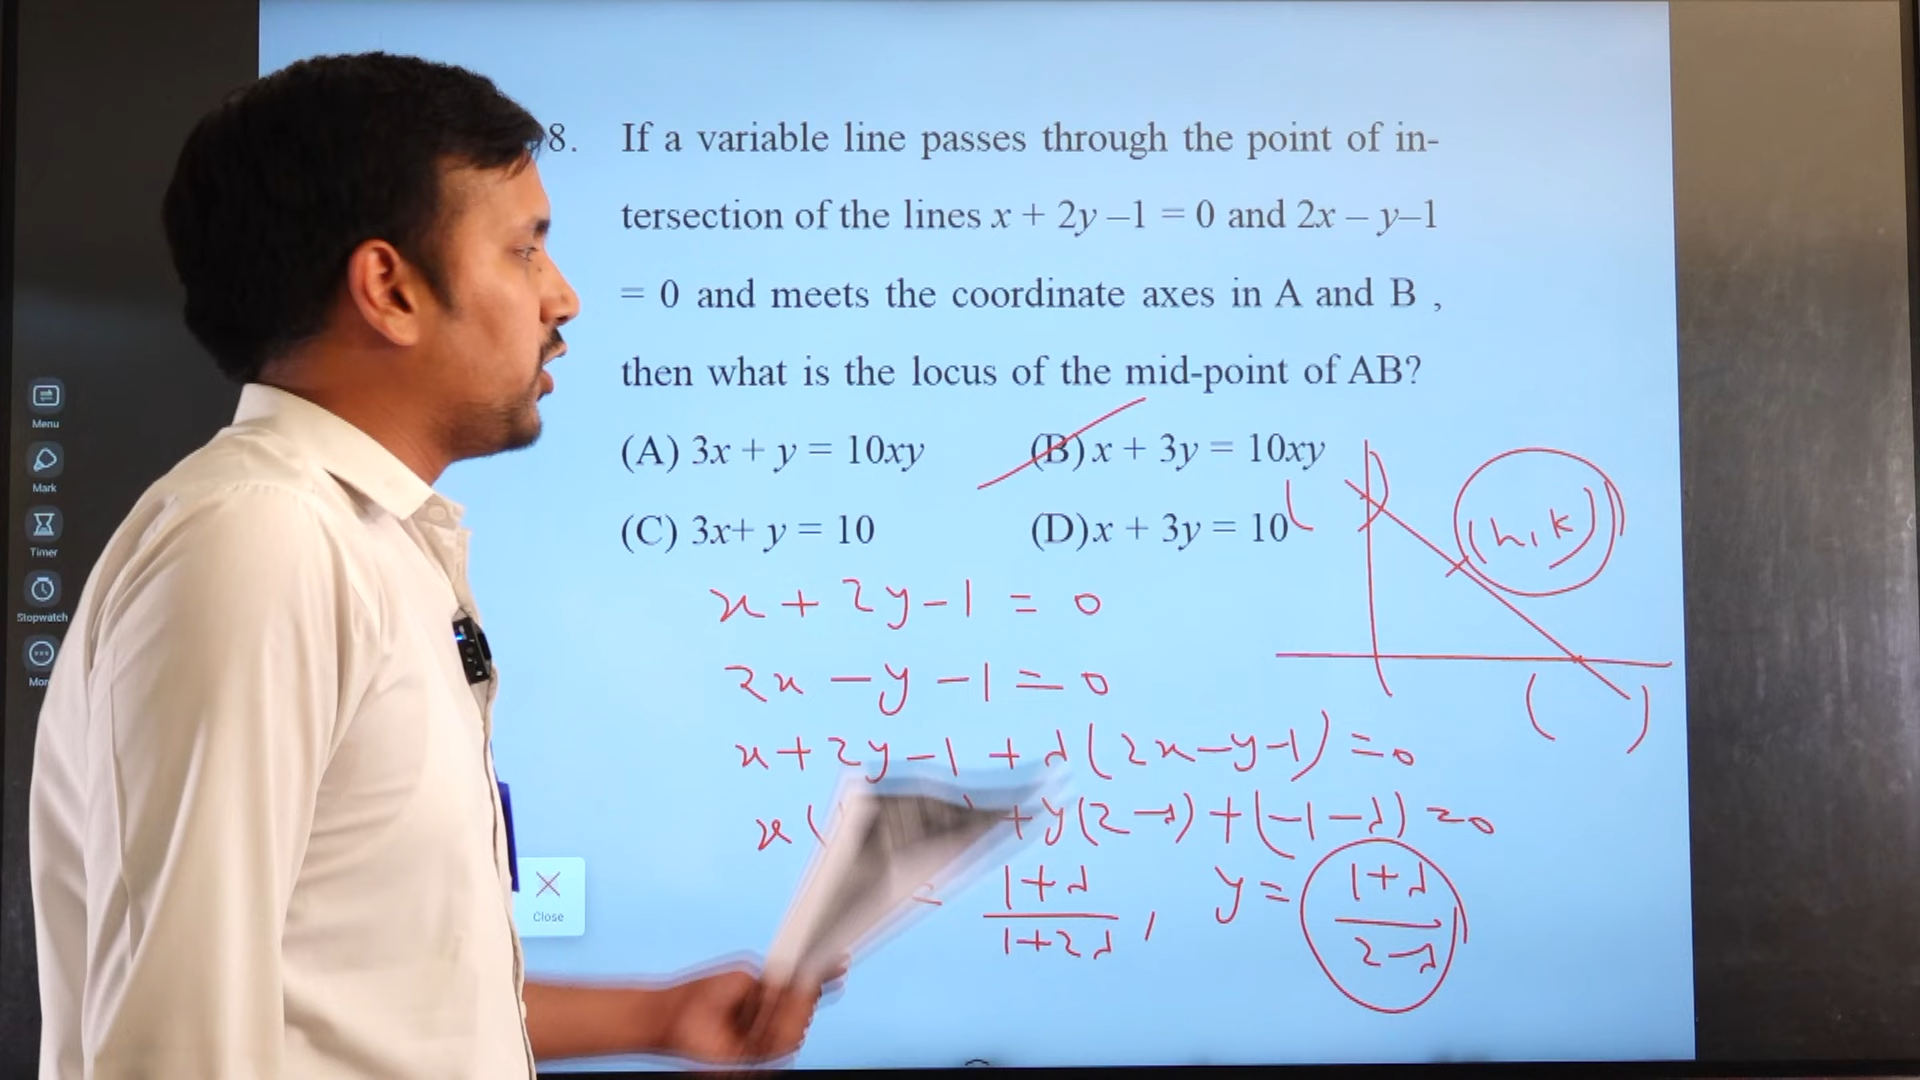 8. If a variable line passes through the point of in-
tersection of the lines x + 2y –1 = 0 and 2x – y–1
= 0 and meets the coordinate axes in A and B ,
then what is the locus of the mid-point of AB?
(A) 3x + y = 10xy (B) x + 3y = 10xy
(C) 3x+ y = 10 (D) x + 3y = 10
(h, k)
x + 2y - 1 = 0
2x - y - 1 = 0
x + 2y - 1 + λ(2x - y - 1) = 0
x( + y(2-λ) + (-1-λ) = 0
= 1+λ/1+2λ , y = 1+λ/2-λ
Menu
Mark
Timer
Stopwatch
Mor
Close